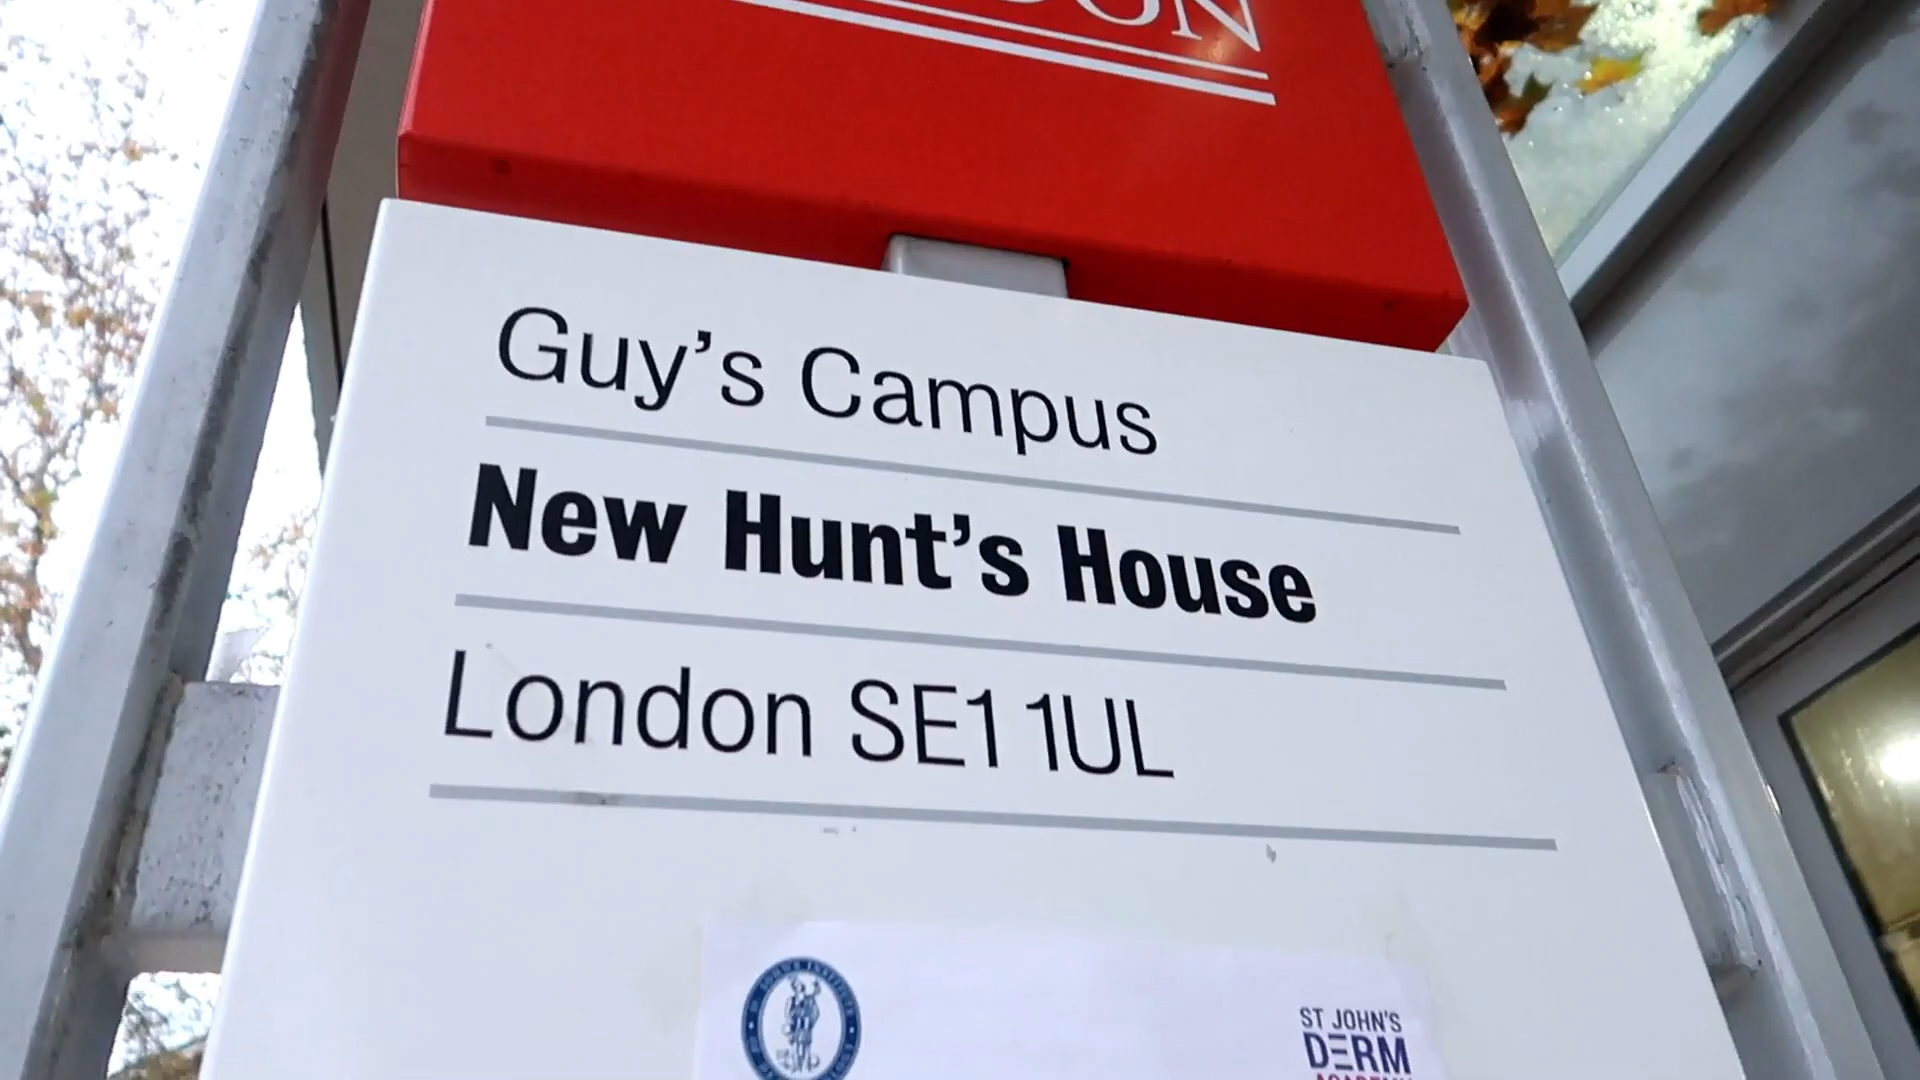 Guy's Campus
New Hunt's House
London SE1 1UL
ST JOHN'S
DERM